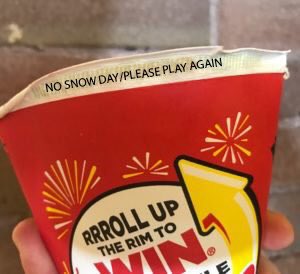 NO SNOW DAY/PLEASE PLAY AGAIN
RRROLL UP
THE RIM TO
WIN®